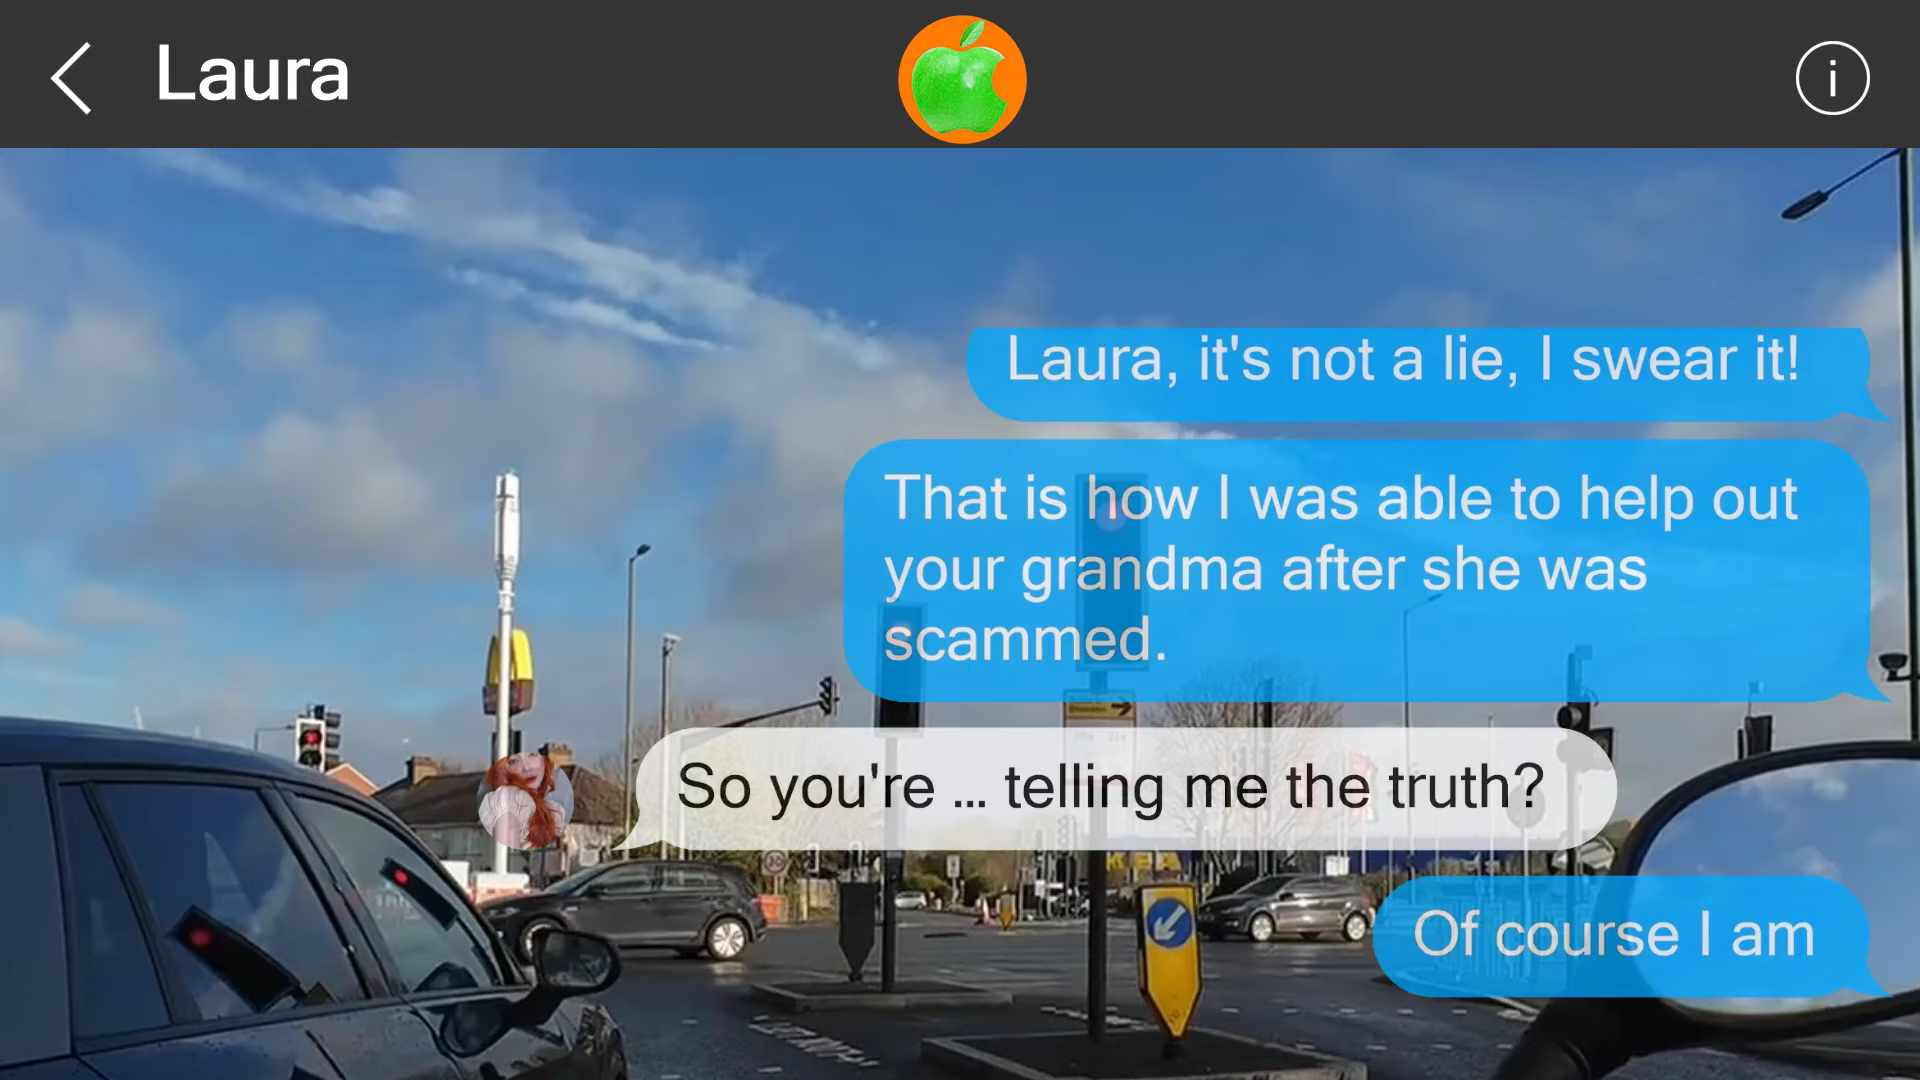 Laura
i
Laura, it's not a lie, I swear it!
That is how I was able to help out
your grandma after she was
scammed.
So you're ... telling me the truth?
Of course I am